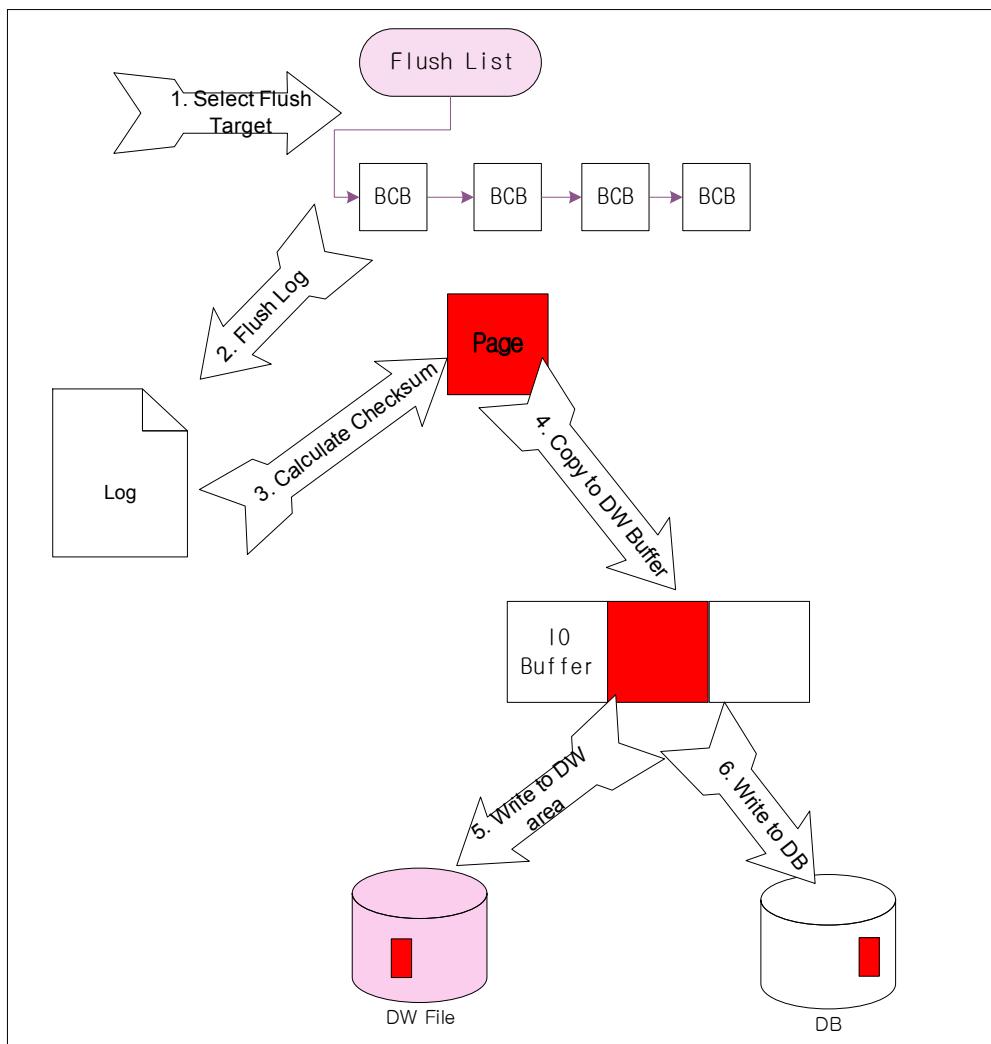 Flush List
1. Select Flush
Target
BCB
BCB
BCB
BCB
2. Flush Log
Page
3. Calculate Checksum
Log
4. Copy to DW Buffer
IO
Buffer
5. Write to DW
area
6. Write to DB
DW File
DB